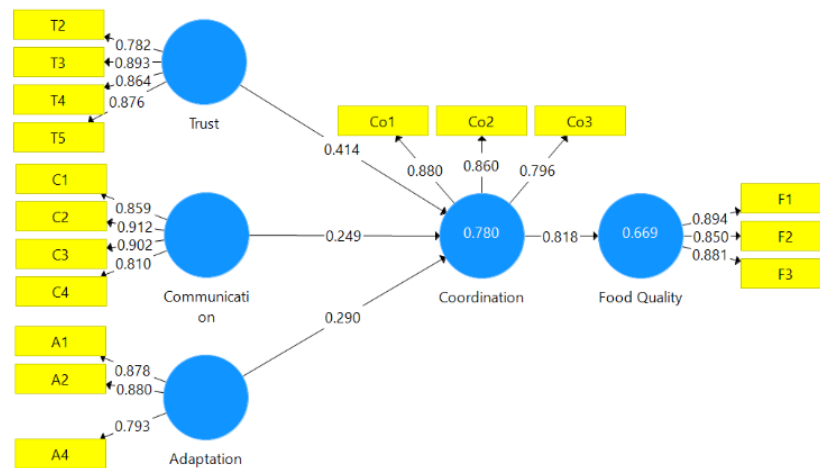 T2
0.782
T3
0.893
T4
0.864
0.876
T5
Trust
Co1
Co2
Co3
0.880
0.860
0.796
0.414
C1
0.859
C2
0.912
C3
0.902
0.810
C4
Communicati
on
0.249
0.780
0.818
0.669
Coordination
Food Quality
F1
0.894
F2
0.850
0.881
F3
0.290
A1
0.878
A2
0.880
0.793
A4
Adaptation